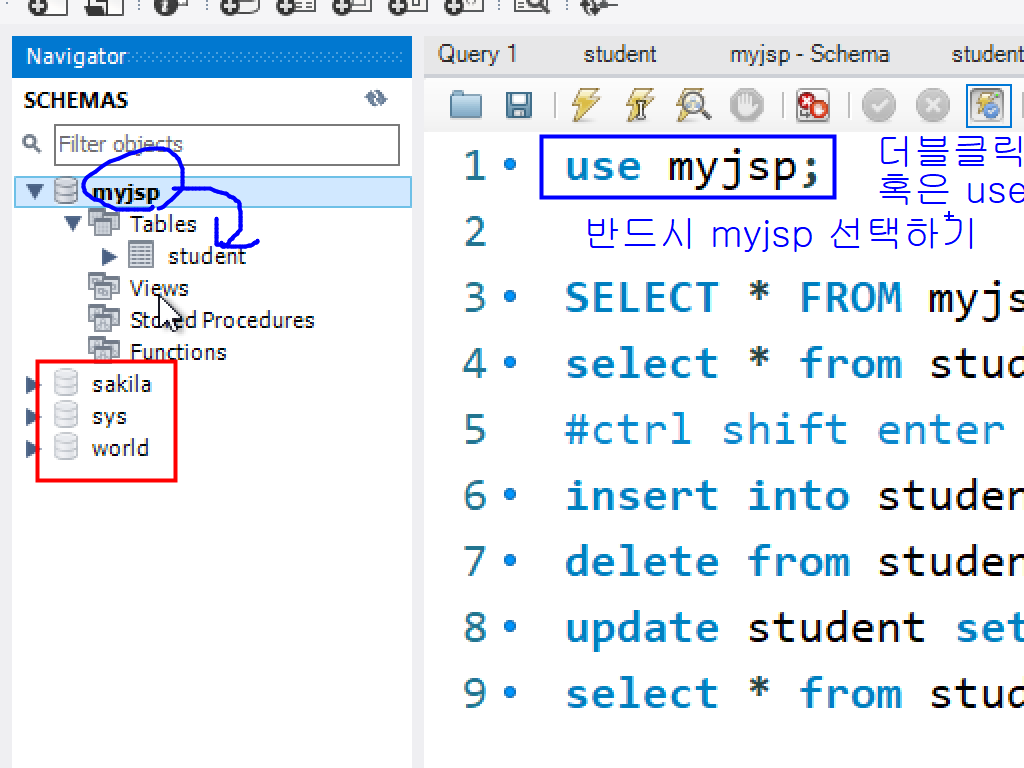 Navigator
SCHEMAS
Filter objects
myjsp
Tables
student
Views
Stored Procedures
Functions
sakila
sys
world
Query 1 student myjsp - Schema student
1 use myjsp;
더블클릭
혹은 use
2 반드시 myjsp 선택하기
3 SELECT * FROM myjs
4 select * from stud
5 #ctrl shift enter
6 insert into studen
7 delete from studen
8 update student set
9 select * from stud